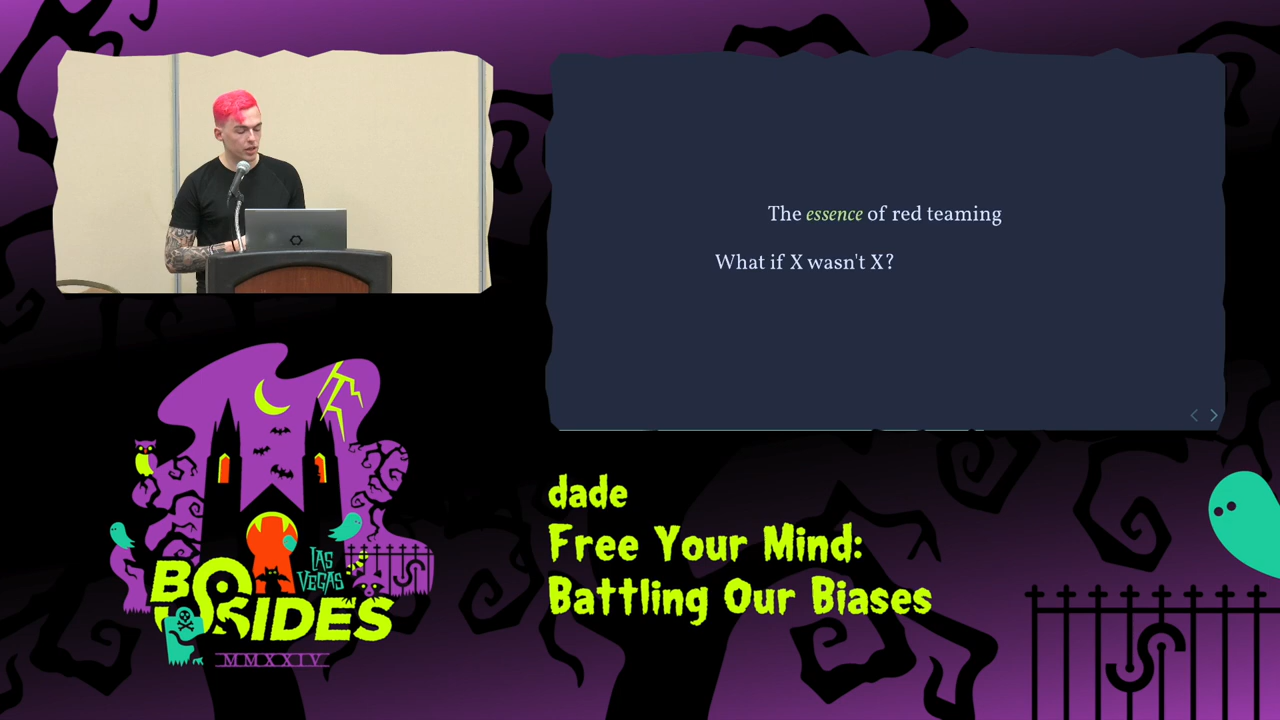 The essence of red teaming
What if X wasn't X?
dade
Free Your Mind:
Battling Our Biases
LAS
VEGAS
BSIDES
MMXXIV